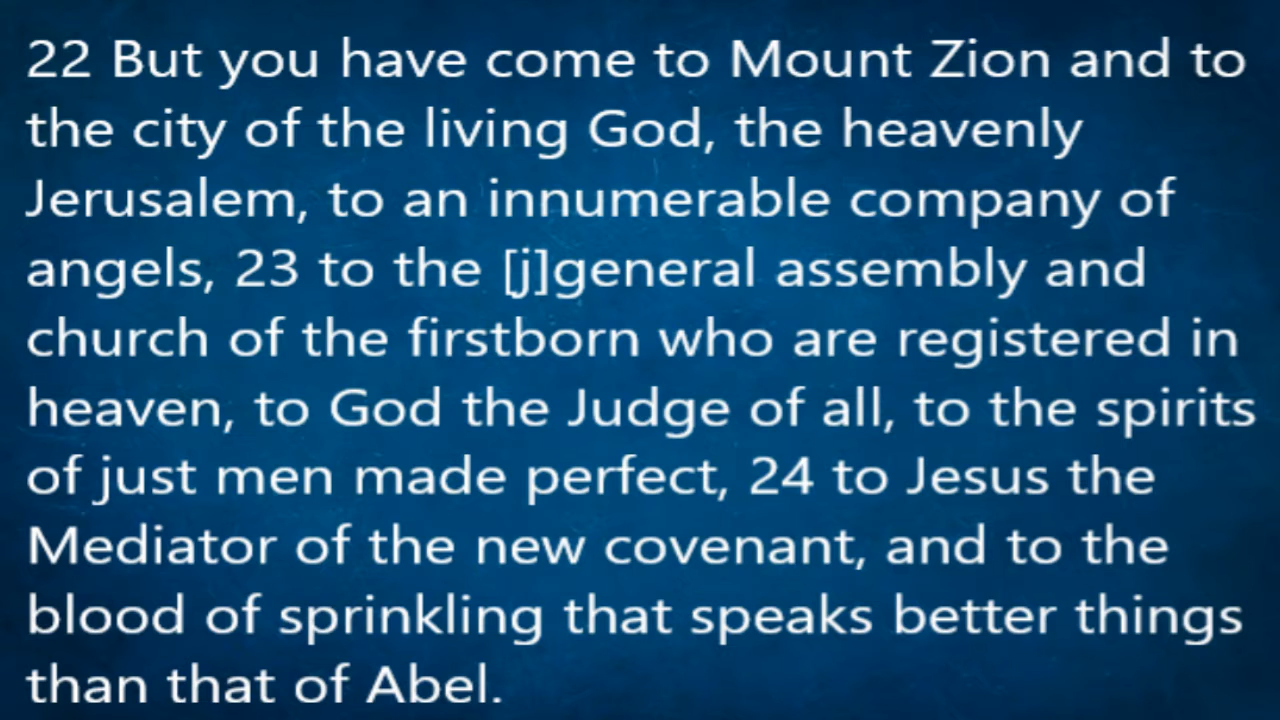 22 But you have come to Mount Zion and to
the city of the living God, the heavenly
Jerusalem, to an innumerable company of
angels, 23 to the [j]general assembly and
church of the firstborn who are registered in
heaven, to God the Judge of all, to the spirits
of just men made perfect, 24 to Jesus the
Mediator of the new covenant, and to the
blood of sprinkling that speaks better things
than that of Abel.